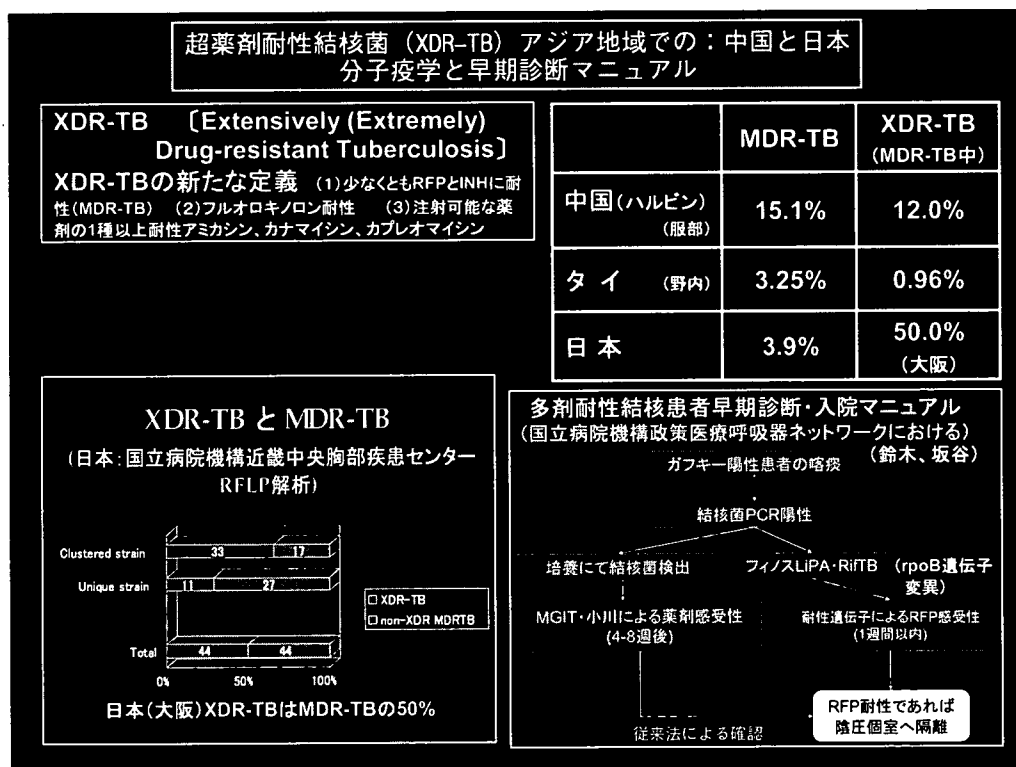 超薬剤耐性結核菌（XDR-TB）アジア地域での：中国と日本
分子疫学と早期診断マニュアル
XDR-TB 〔Extensively (Extremely)
Drug-resistant Tuberculosis〕
XDR-TBの新たな定義 (1)少なくともRFPとINHに耐
性(MDR-TB) (2)フルオロキノロン耐性 (3)注射可能な薬
剤の1種以上耐性アミカシン、カナマイシン、カプレオマイシン
MDR-TB XDR-TB
(MDR-TB中)
中国(ハルビン) 15.1% 12.0%
(服部)
タイ (野内) 3.25% 0.96%
日本 3.9% 50.0%
(大阪)
XDR-TB と MDR-TB
(日本：国立病院機構近畿中央胸部疾患センター
RFLP解析)
Clustered strain 33 17
Unique strain 11 27
□ XDR-TB
□ non-XDR MDRTB
Total 44 44
0% 50% 100%
日本(大阪)XDR-TBはMDR-TBの50%
多剤耐性結核患者早期診断・入院マニュアル
(国立病院機構政策医療呼吸器ネットワークにおける)
(鈴木、坂谷)
ガフキー陽性患者の喀痰
結核菌PCR陽性
培養にて結核菌検出 フィノスLiPA・RifTB (rpoB遺伝子
変異)
MGIT・小川による薬剤感受性
(4-8週後)
耐性遺伝子によるRFP感受性
(1週間以内)
RFP耐性であれば
陰圧個室へ隔離
従来法による確認